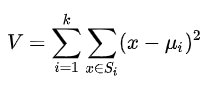 V = \sum_{i=1}^{k} \sum_{x \in S_i} (x - \mu_i)^2